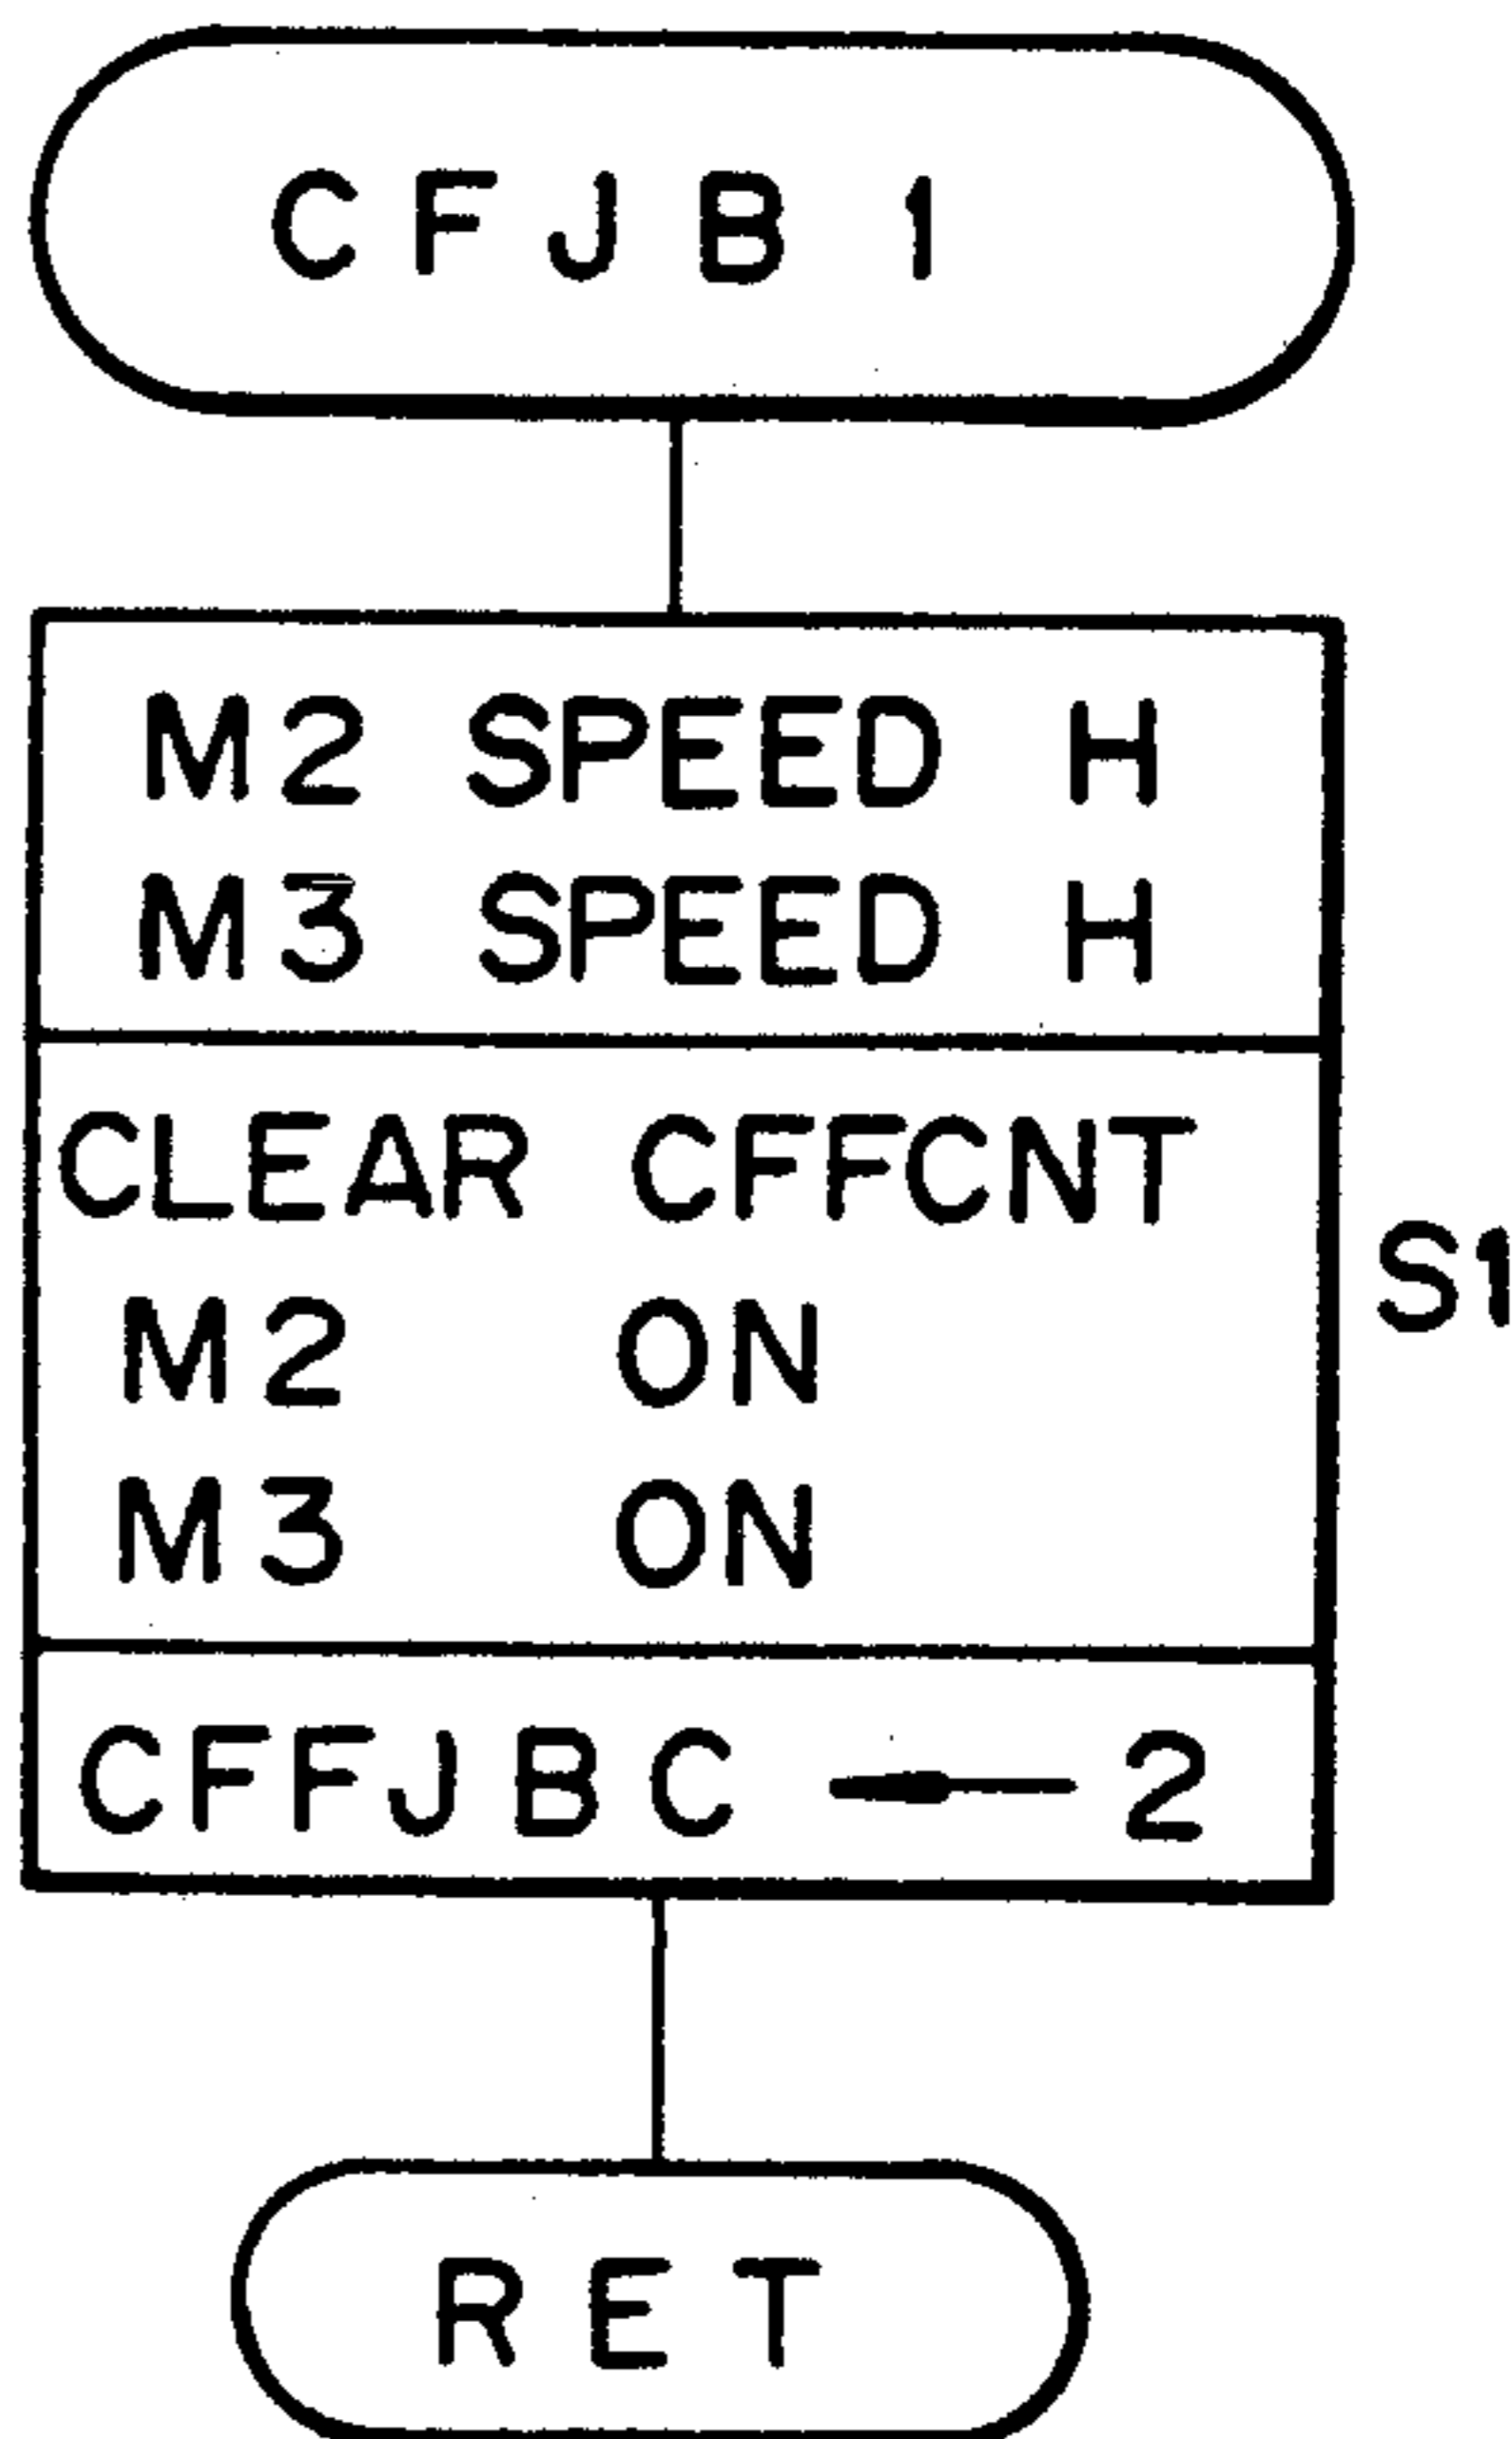 CFJB1
M2 SPEED H
M3 SPEED H
CLEAR CFFCNT
M2 ON
M3 ON
S1
CFFJBC ← 2
RET